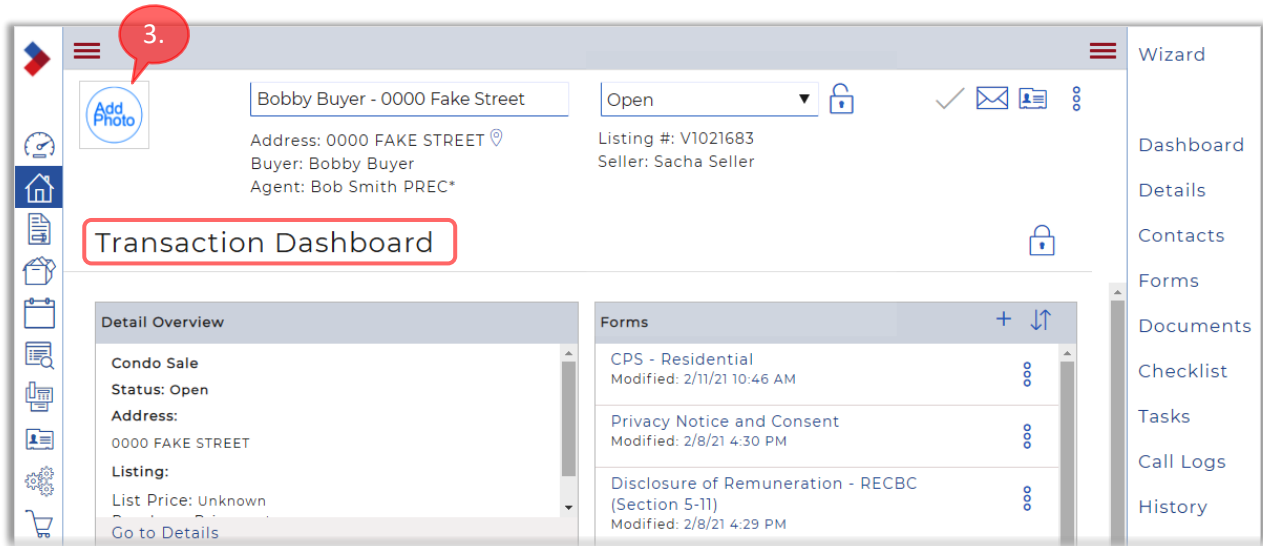 3.
Wizard
Add
Photo
Bobby Buyer - 0000 Fake Street
Open
Address: 0000 FAKE STREET
Buyer: Bobby Buyer
Agent: Bob Smith PREC*
Listing #: V1021683
Seller: Sacha Seller
Transaction Dashboard
Detail Overview
Condo Sale
Status: Open
Address:
0000 FAKE STREET
Listing:
List Price: Unknown
Go to Details
Forms
CPS - Residential
Modified: 2/11/21 10:46 AM
Privacy Notice and Consent
Modified: 2/8/21 4:30 PM
Disclosure of Remuneration - RECBC
(Section 5-11)
Modified: 2/8/21 4:29 PM
Dashboard
Details
Contacts
Forms
Documents
Checklist
Tasks
Call Logs
History